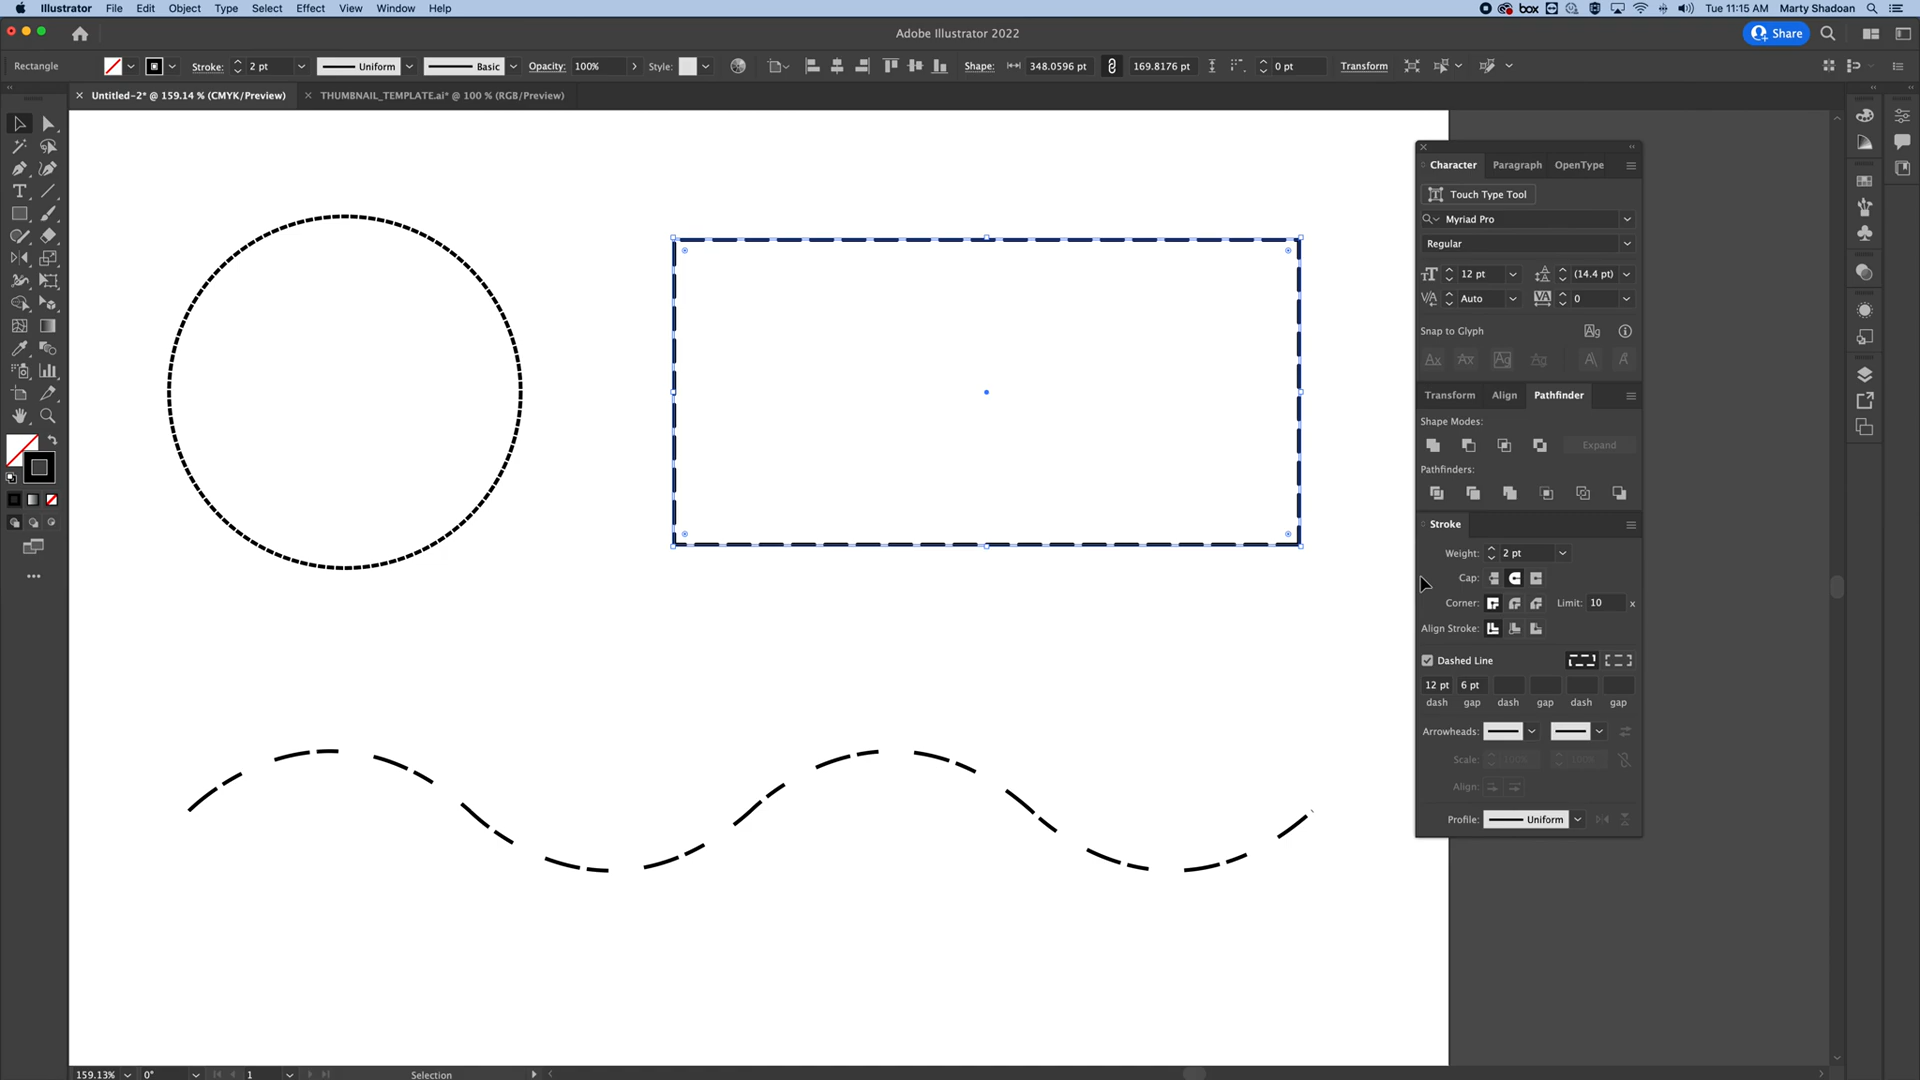 Illustrator File Edit Object Type Select Effect View Window Help
box Tue 11:15 AM Marty Shadoan
Adobe Illustrator 2022
Share
Rectangle Stroke: 2 pt Uniform Basic Opacity: 100% Style: Shape: 348.0596 pt 169.8176 pt 0 pt Transform
Untitled-2* @ 159.14 % (CMYK/Preview) THUMBNAIL_TEMPLATE.ai* @ 100 % (RGB/Preview)
Character Paragraph OpenType
Touch Type Tool
Myriad Pro
Regular
12 pt (14.4 pt)
Auto 0
Snap to Glyph
Transform Align Pathfinder
Shape Modes:
Expand
Pathfinders:
Stroke
Weight: 2 pt
Cap:
Corner: Limit: 10 x
Align Stroke:
Dashed Line
12 pt 6 pt
dash gap dash gap dash gap
Arrowheads:
Scale: 100% 100%
Align:
Profile: Uniform
159.13% 0° 1 Selection